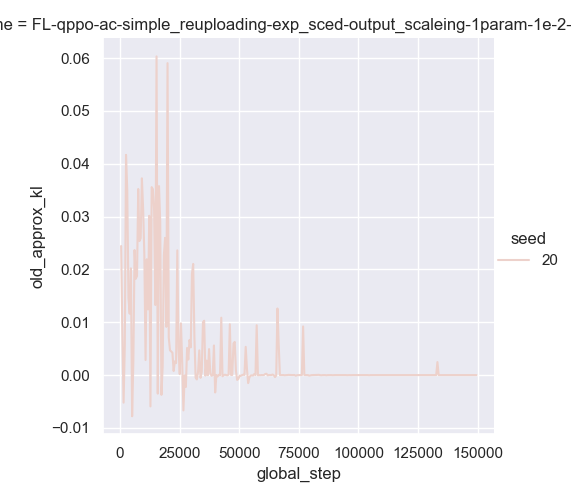 ne = FL-qppo-ac-simple_reuploading-exp_sced-output_scaleing-1param-1e-2-
0.06
0.05
0.04
0.03
0.02
0.01
0.00
−0.01
old_approx_kl
0 25000 50000 75000 100000 125000 150000
global_step
seed
20